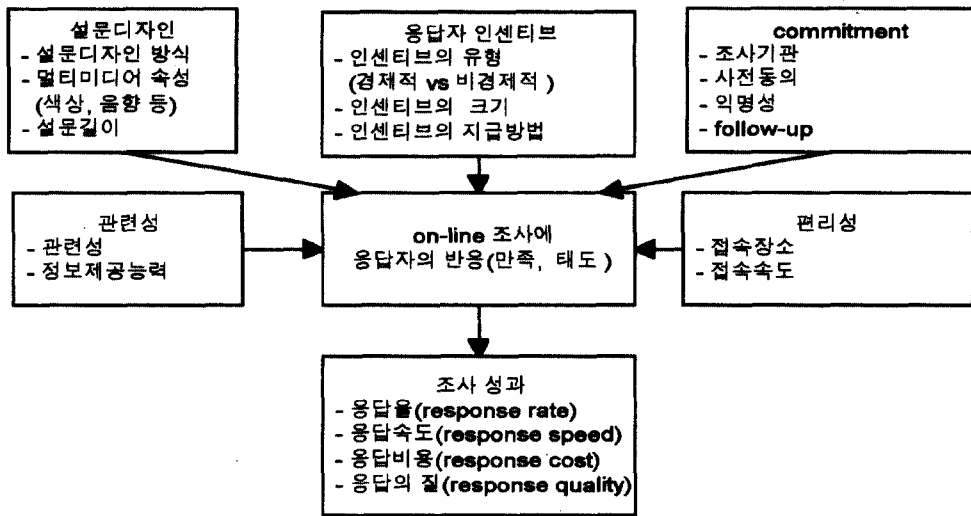 설문디자인
- 설문디자인 방식
- 멀티미디어 속성
(색상, 음향 등)
- 설문길이
응답자 인센티브
- 인센티브의 유형
(경제적 vs 비경제적 )
- 인센티브의 크기
- 인센티브의 지급방법
commitment
- 조사기관
- 사전동의
- 익명성
- follow-up
관련성
- 관련성
- 정보제공능력
on-line 조사에
응답자의 반응(만족, 태도 )
편리성
- 접속장소
- 접속속도
조사 성과
- 응답율(response rate)
- 응답속도(response speed)
- 응답비용(response cost)
- 응답의 질(response quality)